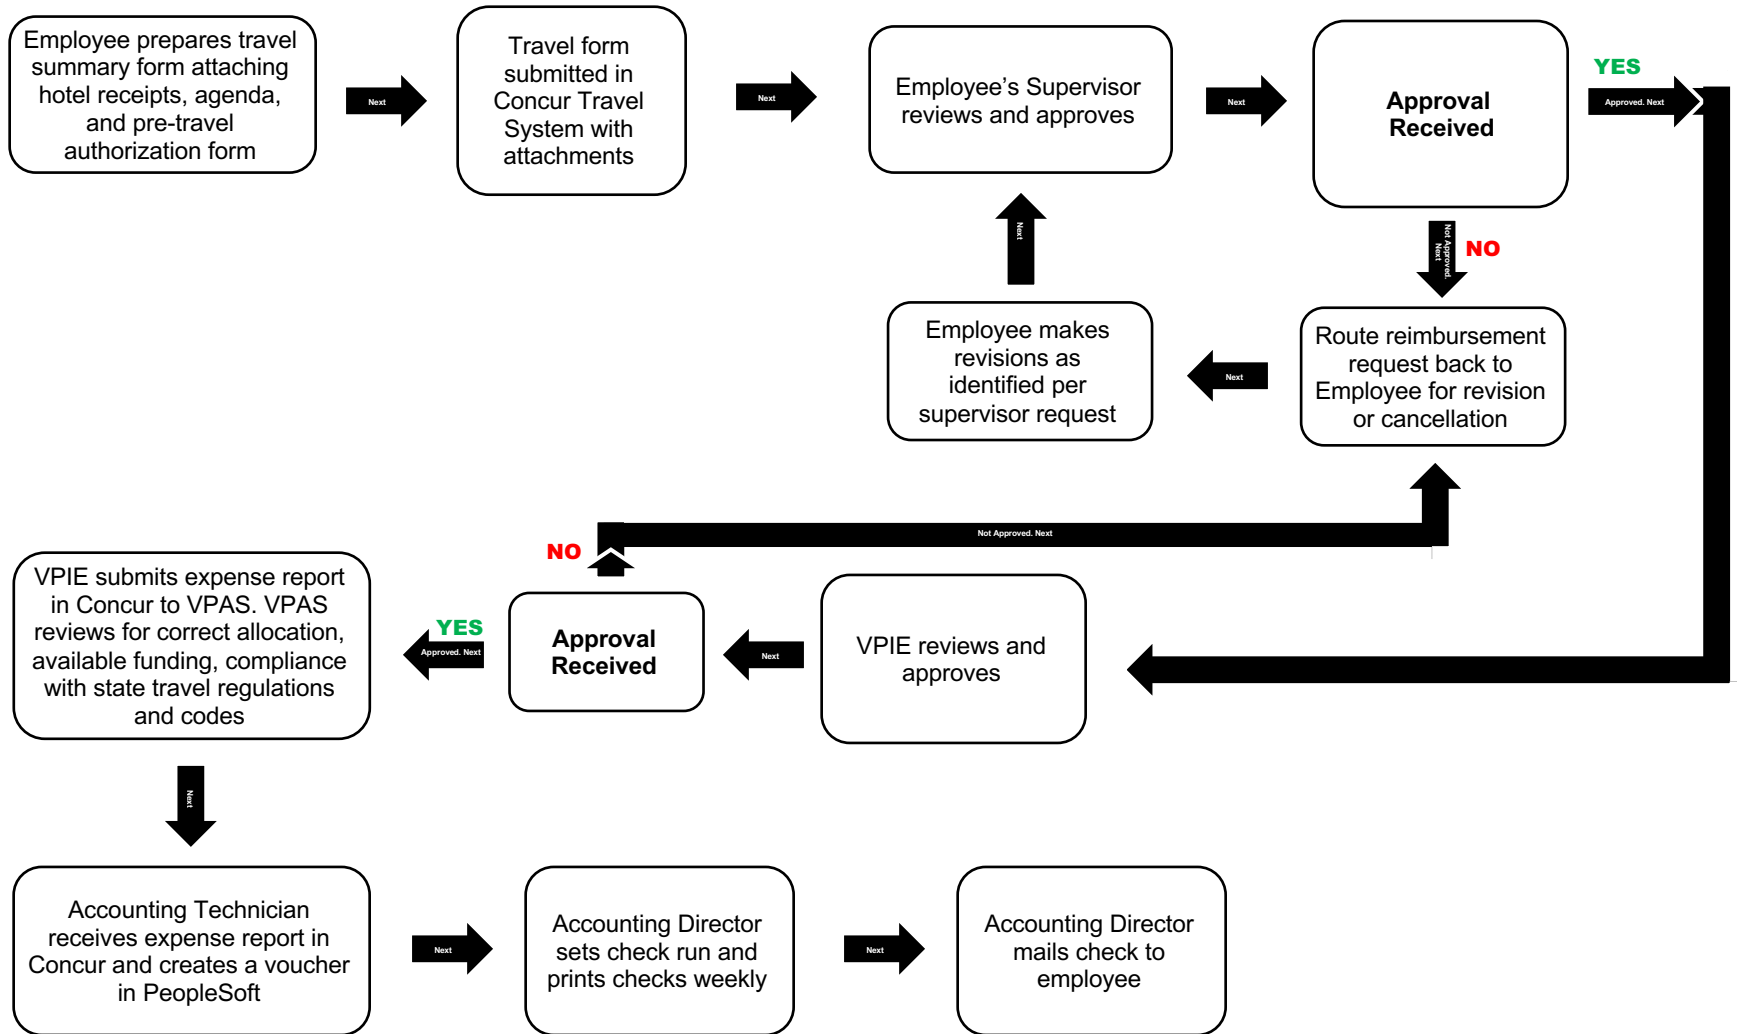 Employee prepares travel
summary form attaching
hotel receipts, agenda,
and pre-travel
authorization form
Next
Travel form
submitted in
Concur Travel
System with
attachments
Next
Employee's Supervisor
reviews and approves
Next
Approval
Received
YES
Approved. Next
Not Approved.
Next
NO
Route reimbursement
request back to
Employee for revision
or cancellation
Next
Employee makes
revisions as
identified per
supervisor request
Next
VPIE reviews and
approves
Next
Approval
Received
NO
Not Approved. Next
YES
Approved. Next
VPIE submits expense report
in Concur to VPAS. VPAS
reviews for correct allocation,
available funding, compliance
with state travel regulations
and codes
Next
Accounting Technician
receives expense report in
Concur and creates a voucher
in PeopleSoft
Next
Accounting Director
sets check run and
prints checks weekly
Next
Accounting Director
mails check to
employee